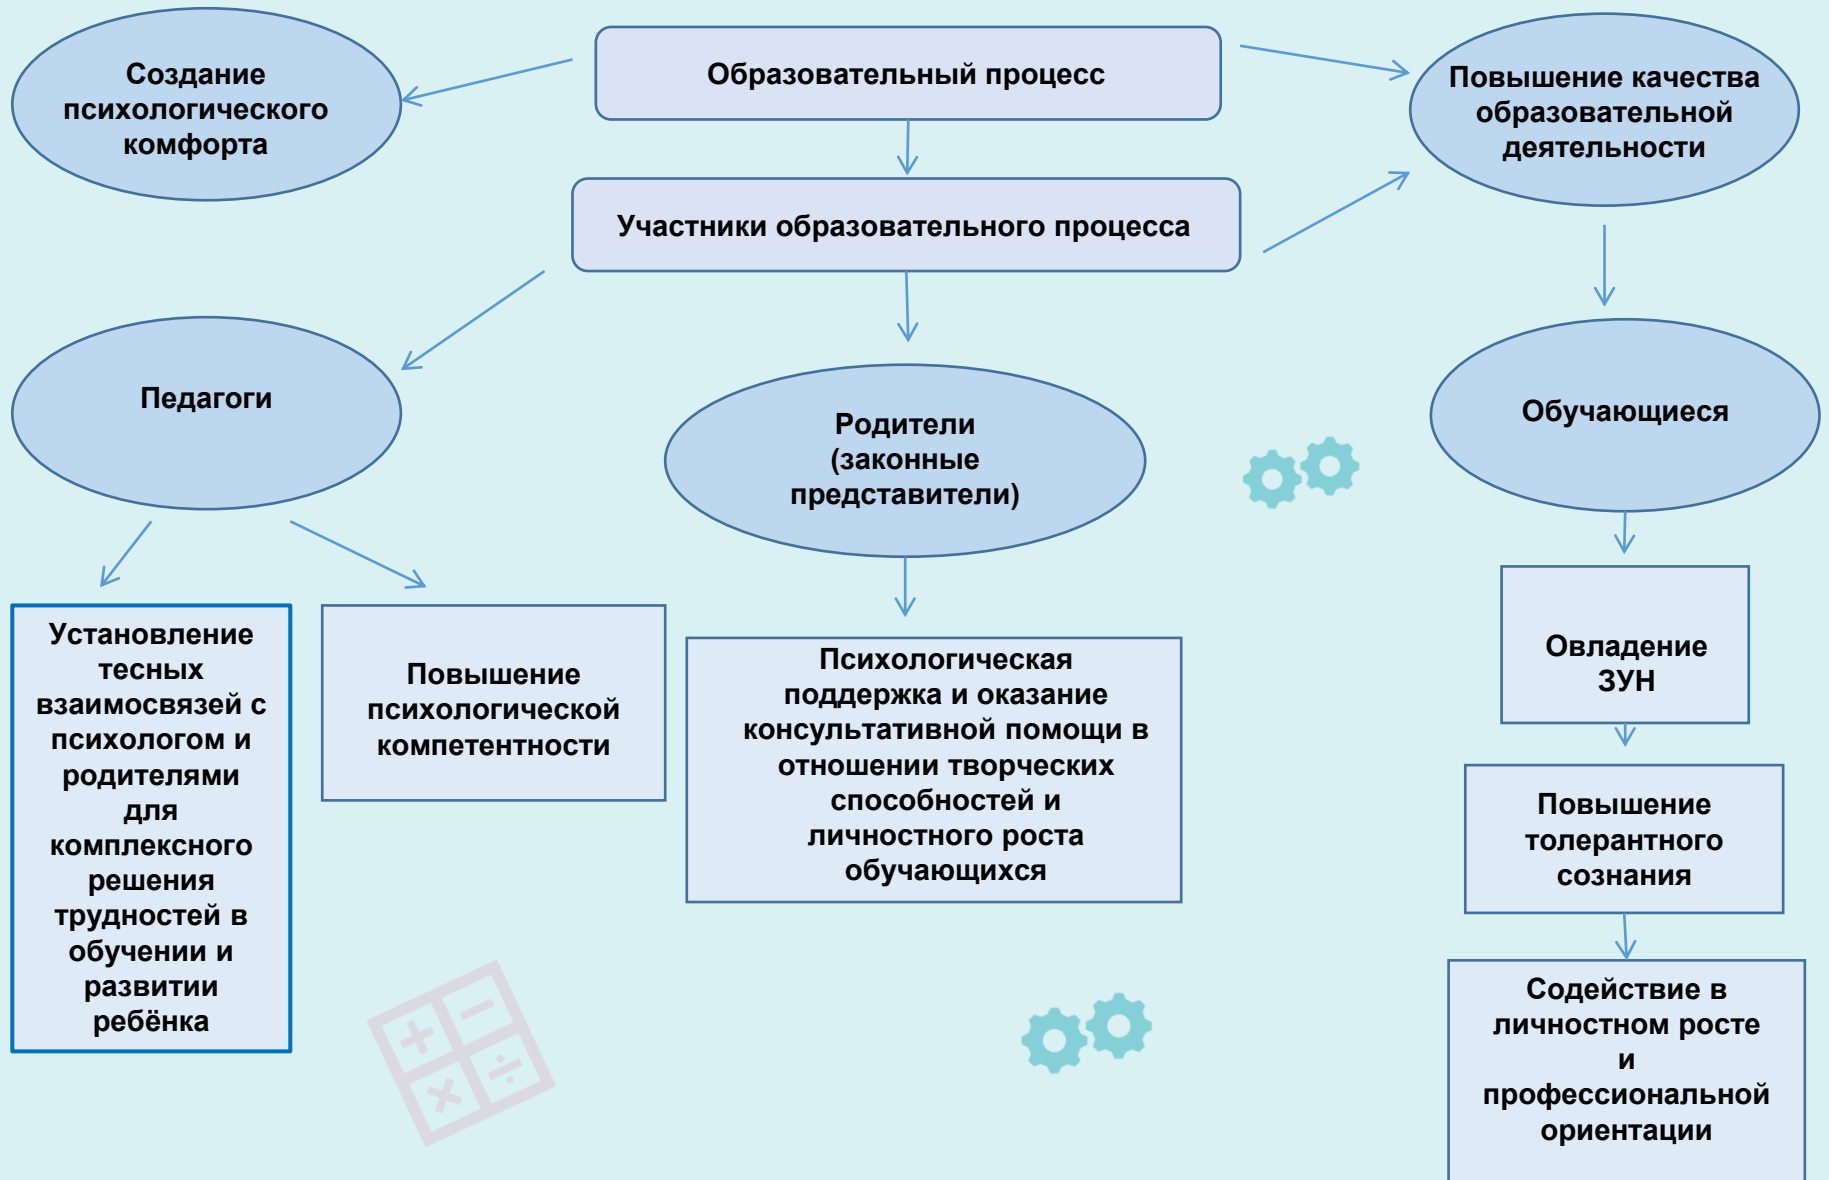 Создание
психологического
комфорта
Образовательный процесс
Повышение качества
образовательной
деятельности
Участники образовательного процесса
Педагоги
Родители
(законные
представители)
Обучающиеся
Установление
тесных
взаимосвязей с
психологом и
родителями
для
комплексного
решения
трудностей в
обучении и
развитии
ребёнка
Повышение
психологической
компетентности
Психологическая
поддержка и оказание
консультативной помощи в
отношении творческих
способностей и
личностного роста
обучающихся
Овладение
ЗУН
Повышение
толерантного
сознания
Содействие в
личностном росте
и
профессиональной
ориентации